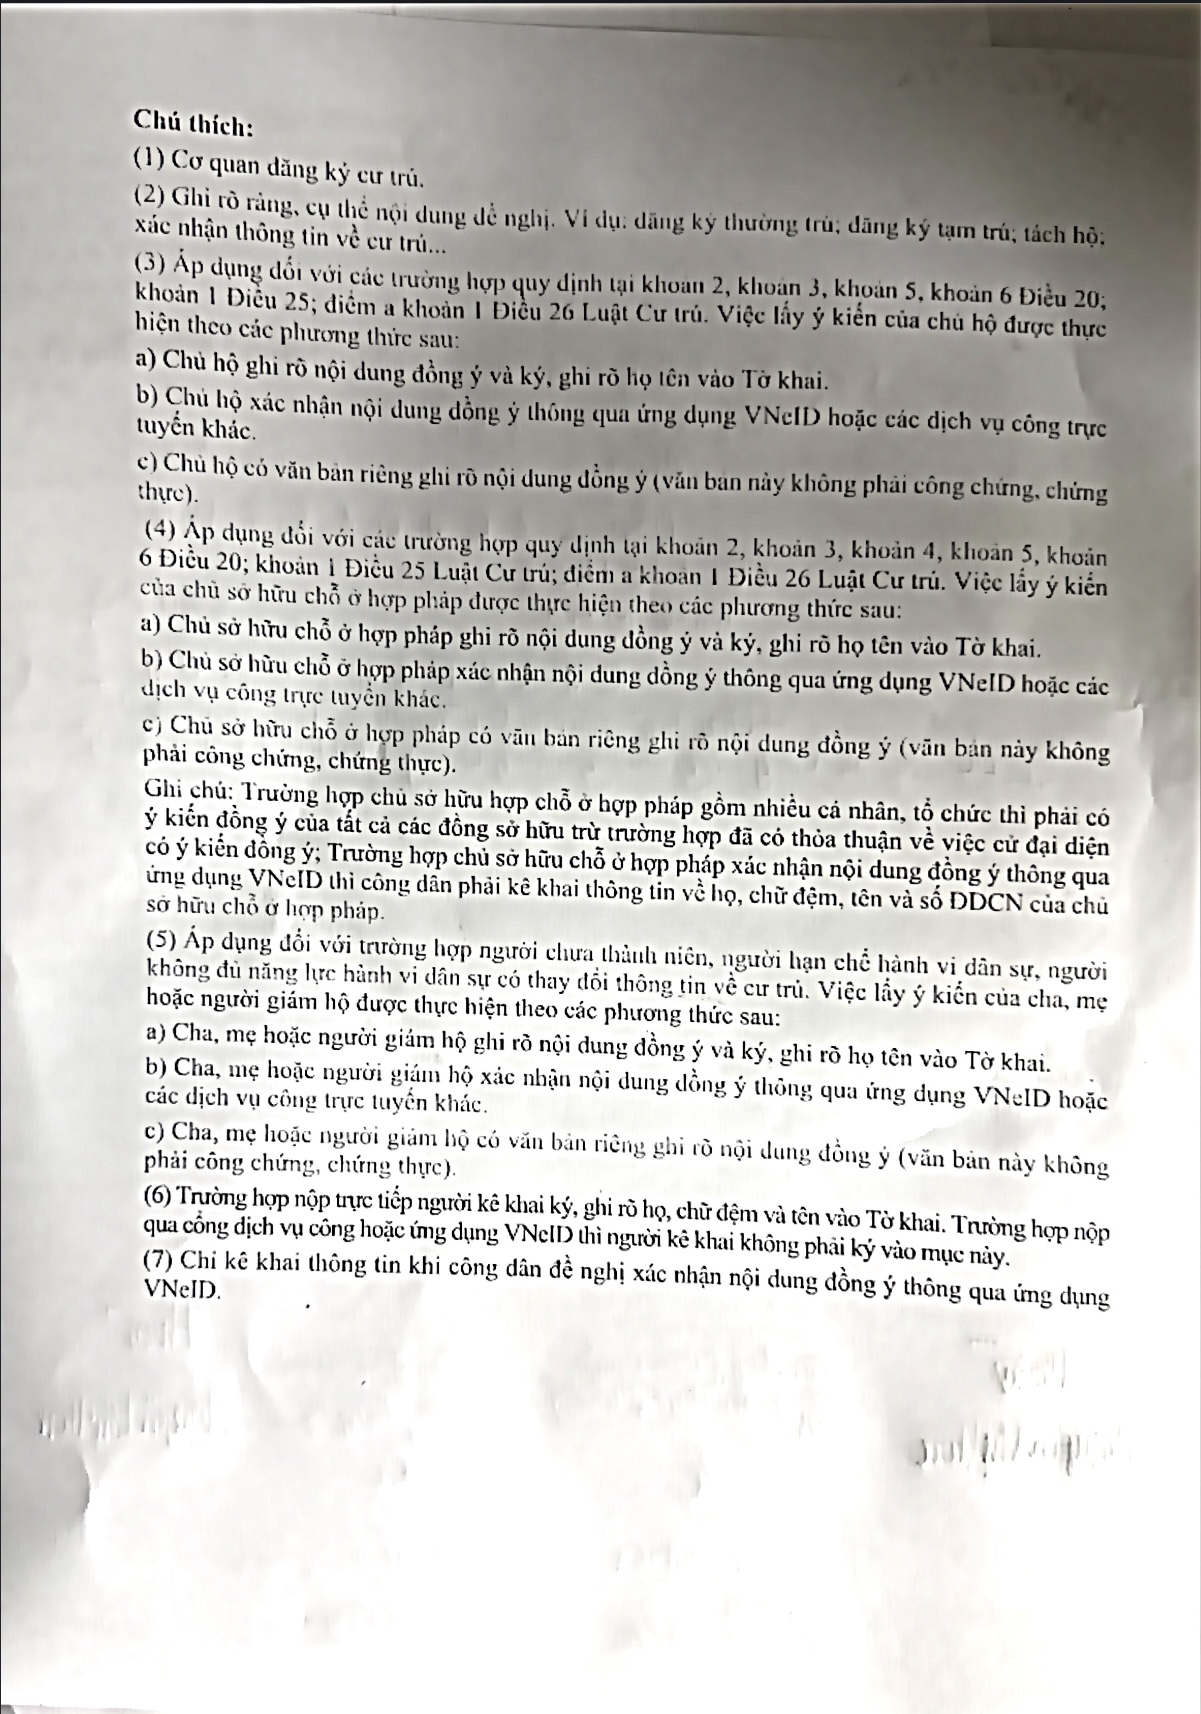 Chú thích:
(1) Cơ quan đăng ký cư trú.
(2) Ghi rõ ràng, cụ thể nội dung đề nghị. Ví dụ: đăng ký thường trú; đăng ký tạm trú; tách hộ;
xác nhận thông tin về cư trú...
(3) Áp dụng đối với các trường hợp quy định tại khoản 2, khoản 3, khoản 5, khoản 6 Điều 20;
khoản 1 Điều 25; điểm a khoản 1 Điều 26 Luật Cư trú. Việc lấy ý kiến của chủ hộ được thực
hiện theo các phương thức sau:
a) Chủ hộ ghi rõ nội dung đồng ý và ký, ghi rõ họ tên vào Tờ khai.
b) Chủ hộ xác nhận nội dung đồng ý thông qua ứng dụng VNeID hoặc các dịch vụ công trực
tuyến khác.
c) Chủ hộ có văn bản riêng ghi rõ nội dung đồng ý (văn bản này không phải công chứng, chứng
thực).
(4) Áp dụng đối với các trường hợp quy định tại khoản 2, khoản 3, khoản 4, khoản 5, khoản
6 Điều 20; khoản 1 Điều 25 Luật Cư trú; điểm a khoản 1 Điều 26 Luật Cư trú. Việc lấy ý kiến
của chủ sở hữu chỗ ở hợp pháp được thực hiện theo các phương thức sau:
a) Chủ sở hữu chỗ ở hợp pháp ghi rõ nội dung đồng ý và ký, ghi rõ họ tên vào Tờ khai.
b) Chủ sở hữu chỗ ở hợp pháp xác nhận nội dung đồng ý thông qua ứng dụng VNeID hoặc các
dịch vụ công trực tuyến khác.
c) Chủ sở hữu chỗ ở hợp pháp có văn bản riêng ghi rõ nội dung đồng ý (văn bản này không
phải công chứng, chứng thực).
Ghi chú: Trường hợp chủ sở hữu hợp chỗ ở hợp pháp gồm nhiều cá nhân, tổ chức thì phải có
ý kiến đồng ý của tất cả các đồng sở hữu trừ trường hợp đã có thỏa thuận về việc cử đại diện
có ý kiến đồng ý; Trường hợp chủ sở hữu chỗ ở hợp pháp xác nhận nội dung đồng ý thông qua
ứng dụng VNeID thì công dân phải kê khai thông tin về họ, chữ đệm, tên và số ĐDCN của chủ
sở hữu chỗ ở hợp pháp.
(5) Áp dụng đối với trường hợp người chưa thành niên, người hạn chế hành vi dân sự, người
không đủ năng lực hành vi dân sự có thay đổi thông tin về cư trú. Việc lấy ý kiến của cha, mẹ
hoặc người giám hộ được thực hiện theo các phương thức sau:
a) Cha, mẹ hoặc người giám hộ ghi rõ nội dung đồng ý và ký, ghi rõ họ tên vào Tờ khai.
b) Cha, mẹ hoặc người giám hộ xác nhận nội dung đồng ý thông qua ứng dụng VNeID hoặc
các dịch vụ công trực tuyến khác.
c) Cha, mẹ hoặc người giám hộ có văn bản riêng ghi rõ nội dung đồng ý (văn bản này không
phải công chứng, chứng thực).
(6) Trường hợp nộp trực tiếp người kê khai ký, ghi rõ họ, chữ đệm và tên vào Tờ khai. Trường hợp nộp
qua cổng dịch vụ công hoặc ứng dụng VNeID thì người kê khai không phải ký vào mục này.
(7) Chỉ kê khai thông tin khi công dân đề nghị xác nhận nội dung đồng ý thông qua ứng dụng
VNeID.